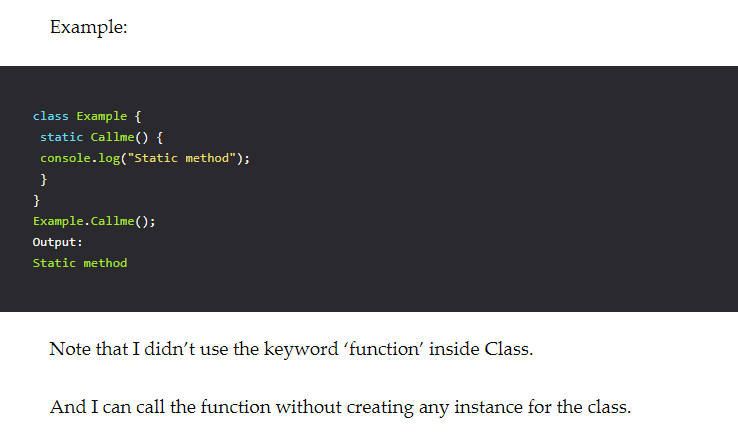 Example:
class Example {
static Callme() {
console.log("Static method");
}
}
Example.Callme();
Output:
Static method
Note that I didn’t use the keyword ‘function’ inside Class.
And I can call the function without creating any instance for the class.